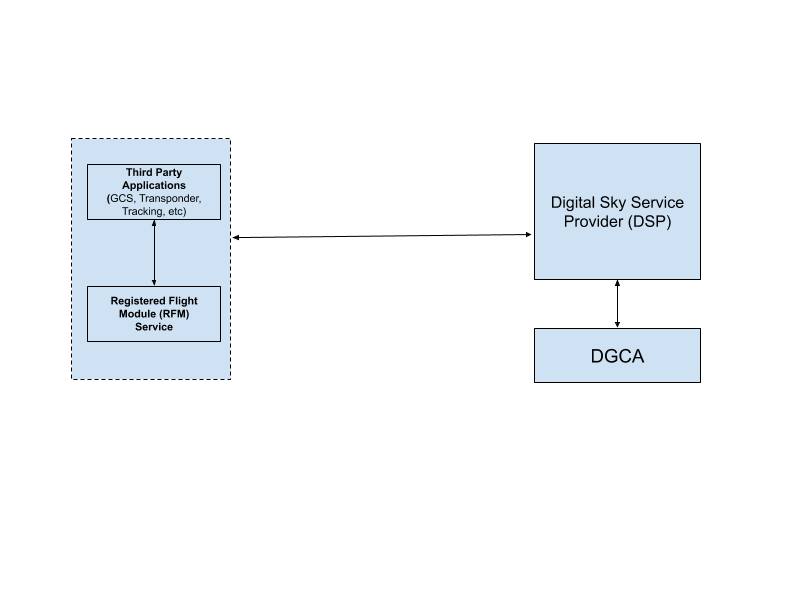 Third Party
Applications
(GCS, Transponder,
Tracking, etc)
Registered Flight
Module (RFM)
Service
Digital Sky Service
Provider (DSP)
DGCA